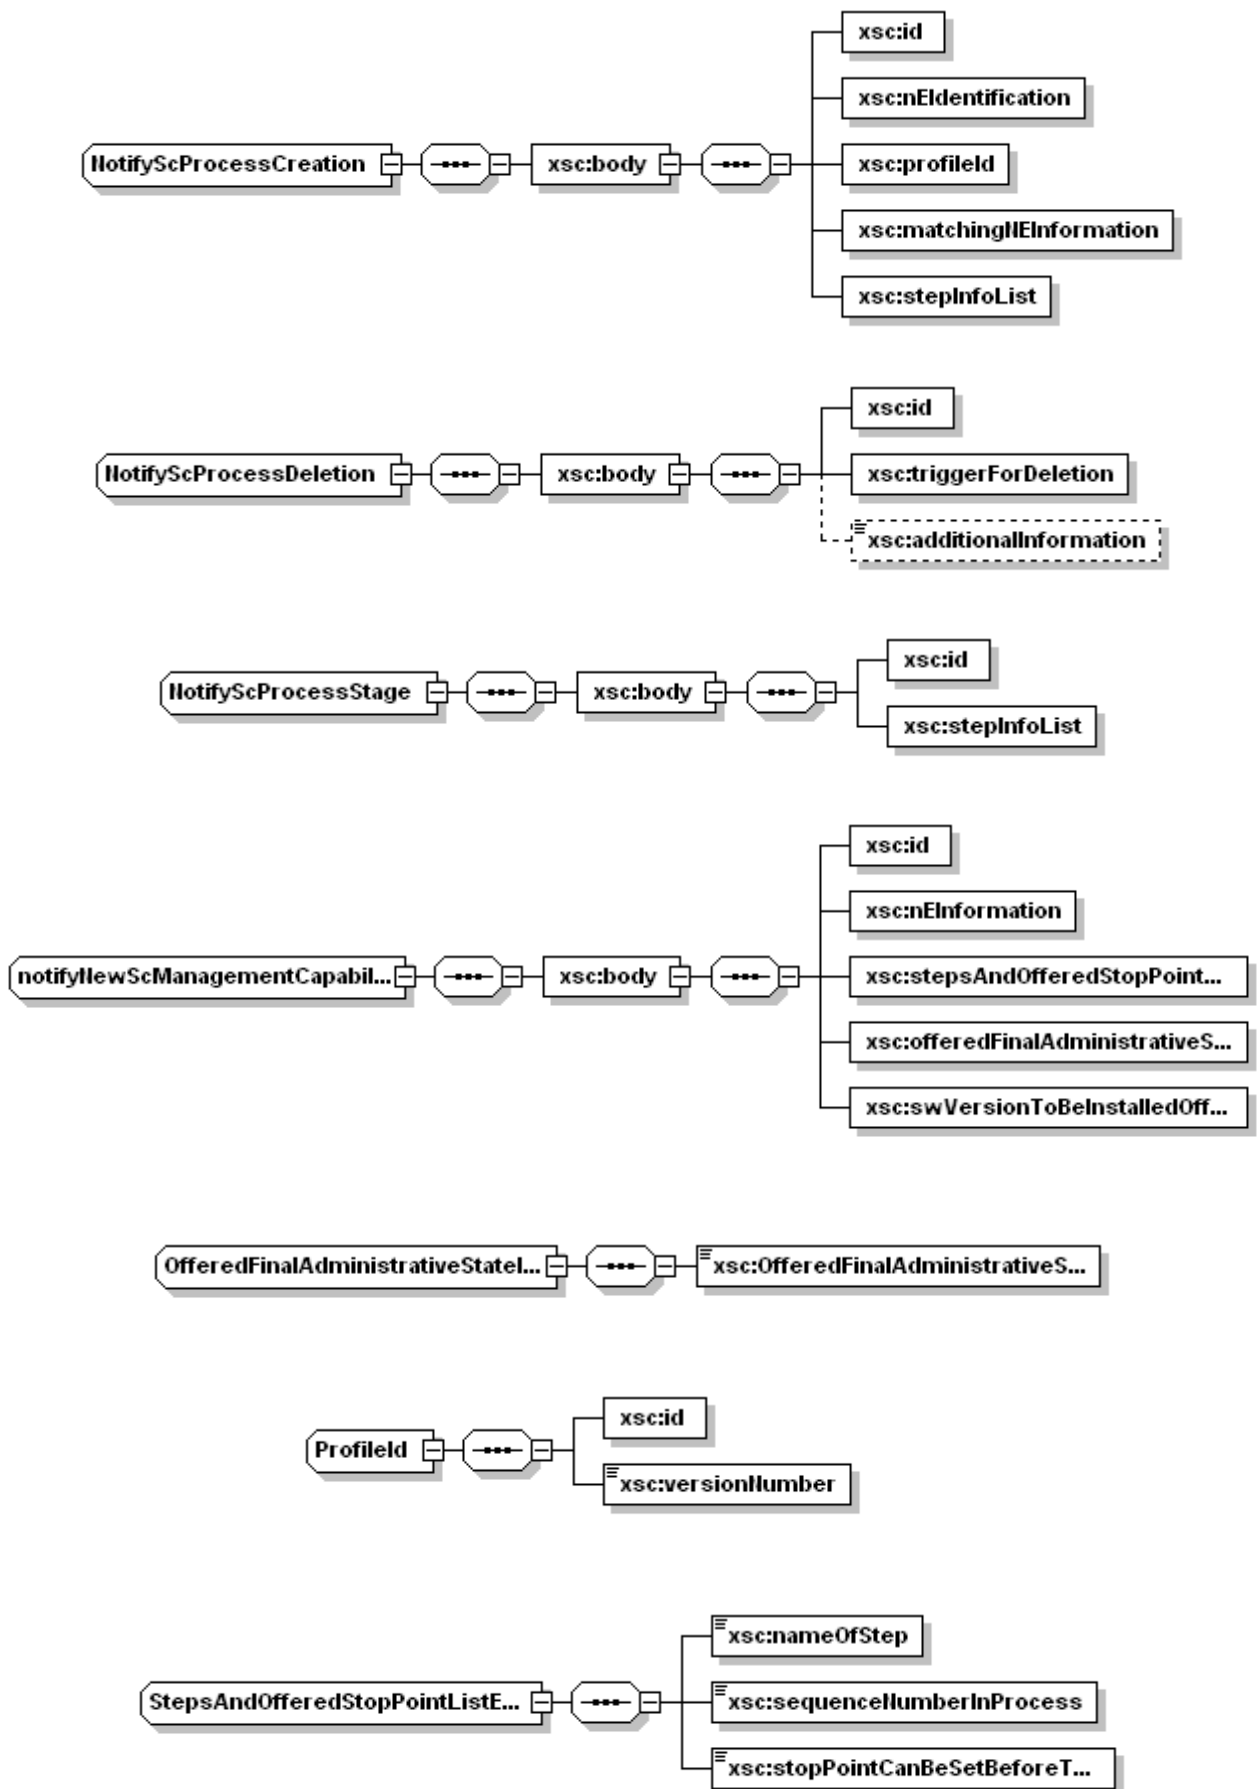 xsc:id
xsc:nEIdentification
NotifyScProcessCreation
xsc:body
xsc:profileId
xsc:matchingNEInformation
xsc:stepInfoList
xsc:id
NotifyScProcessDeletion
xsc:body
xsc:triggerForDeletion
xsc:additionalInformation
xsc:id
NotifyScProcessStage
xsc:body
xsc:stepInfoList
xsc:id
xsc:nEInformation
notifyNewScManagementCapabil...
xsc:body
xsc:stepsAndOfferedStopPoint...
xsc:offeredFinalAdministrativeS...
xsc:swVersionToBeInstalledOff...
OfferedFinalAdministrativeStateI...
xsc:OfferedFinalAdministrativeS...
xsc:id
ProfileId
xsc:versionNumber
xsc:nameOfStep
StepsAndOfferedStopPointListE...
xsc:sequenceNumberInProcess
xsc:stopPointCanBeSetBeforeT...